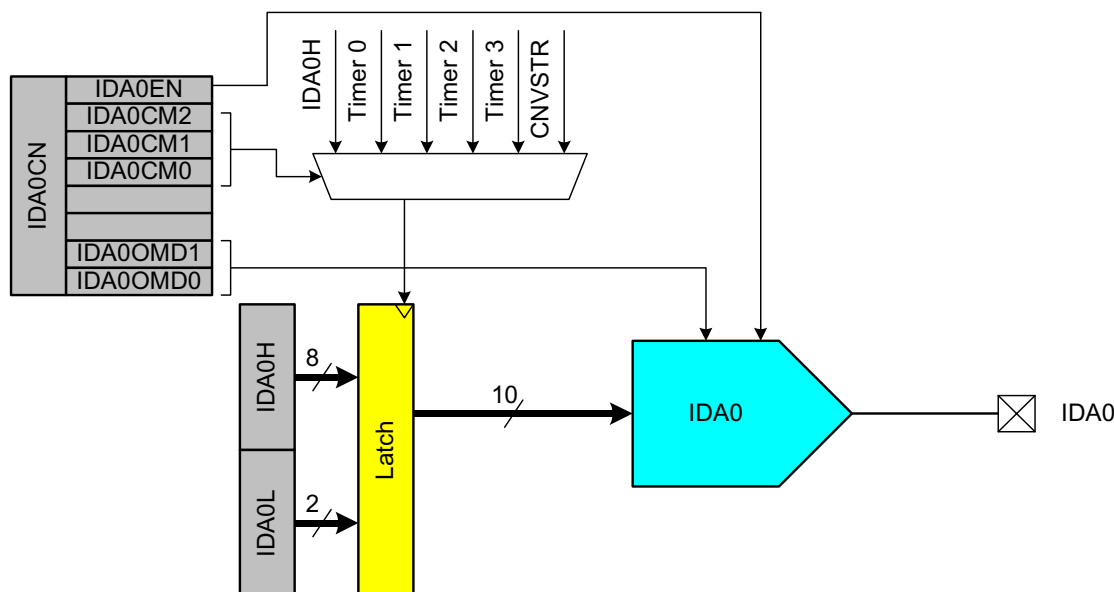 IDA0CN
IDA0EN
IDA0CM2
IDA0CM1
IDA0CM0
IDA0OMD1
IDA0OMD0
IDA0H
Timer 0
Timer 1
Timer 2
Timer 3
CNVSTR
IDA0H
8
IDA0L
2
Latch
10
IDA0
IDA0